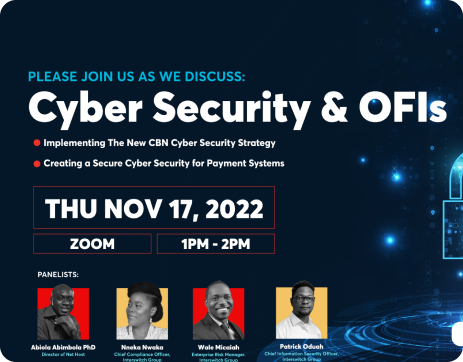 PLEASE JOIN US AS WE DISCUSS:
Cyber Security & OFIs
Implementing The New CBN Cyber Security Strategy
Creating a Secure Cyber Security for Payment Systems
THU NOV 17, 2022
ZOOM
1PM - 2PM
PANELISTS:
Abiola Abimbola PhD
Director of Net Host
Nneka Nwaka
Chief Compliance Officer,
Interswitch Group
Wale Micaiah
Enterprise Risk Manager,
Interswitch Group
Patrick Oduah
Chief Information Security Officer,
Interswitch Group